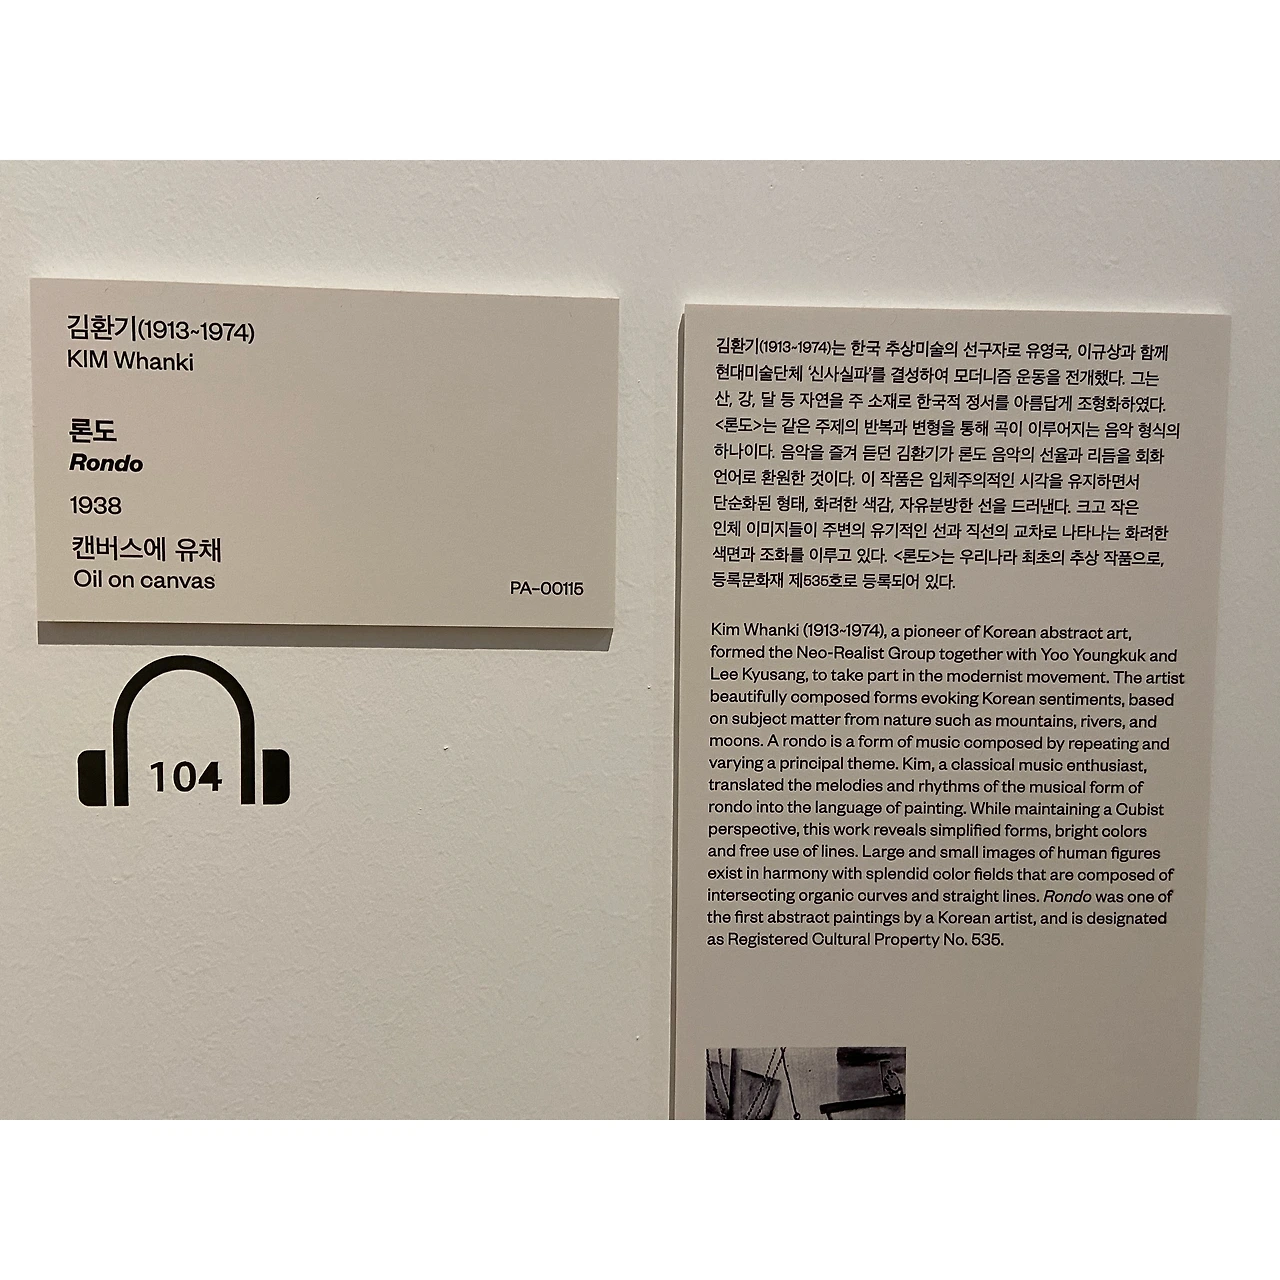 김환기(1913~1974)
KIM Whanki
론도
Rondo
1938
캔버스에 유채
Oil on canvas
PA-00115
104
김환기(1913~1974)는 한국 추상미술의 선구자로 유영국, 이규상과 함께
현대미술단체 ‘신사실파’를 결성하여 모더니즘 운동을 전개했다. 그는
산, 강, 달 등 자연을 주 소재로 한국적 정서를 아름답게 조형화하였다.
<론도>는 같은 주제의 반복과 변형을 통해 곡이 이루어지는 음악 형식의
하나이다. 음악을 즐겨 듣던 김환기가 론도 음악의 선율과 리듬을 회화
언어로 환원한 것이다. 이 작품은 입체주의적인 시각을 유지하면서
단순화된 형태, 화려한 색감, 자유분방한 선을 드러낸다. 크고 작은
인체 이미지들이 주변의 유기적인 선과 직선의 교차로 나타나는 화려한
색면과 조화를 이루고 있다. <론도>는 우리나라 최초의 추상 작품으로,
등록문화재 제535호로 등록되어 있다.
Kim Whanki (1913~1974), a pioneer of Korean abstract art,
formed the Neo-Realist Group together with Yoo Youngkuk and
Lee Kyusang, to take part in the modernist movement. The artist
beautifully composed forms evoking Korean sentiments, based
on subject matter from nature such as mountains, rivers, and
moons. A rondo is a form of music composed by repeating and
varying a principal theme. Kim, a classical music enthusiast,
translated the melodies and rhythms of the musical form of
rondo into the language of painting. While maintaining a Cubist
perspective, this work reveals simplified forms, bright colors
and free use of lines. Large and small images of human figures
exist in harmony with splendid color fields that are composed of
intersecting organic curves and straight lines. Rondo was one of
the first abstract paintings by a Korean artist, and is designated
as Registered Cultural Property No. 535.